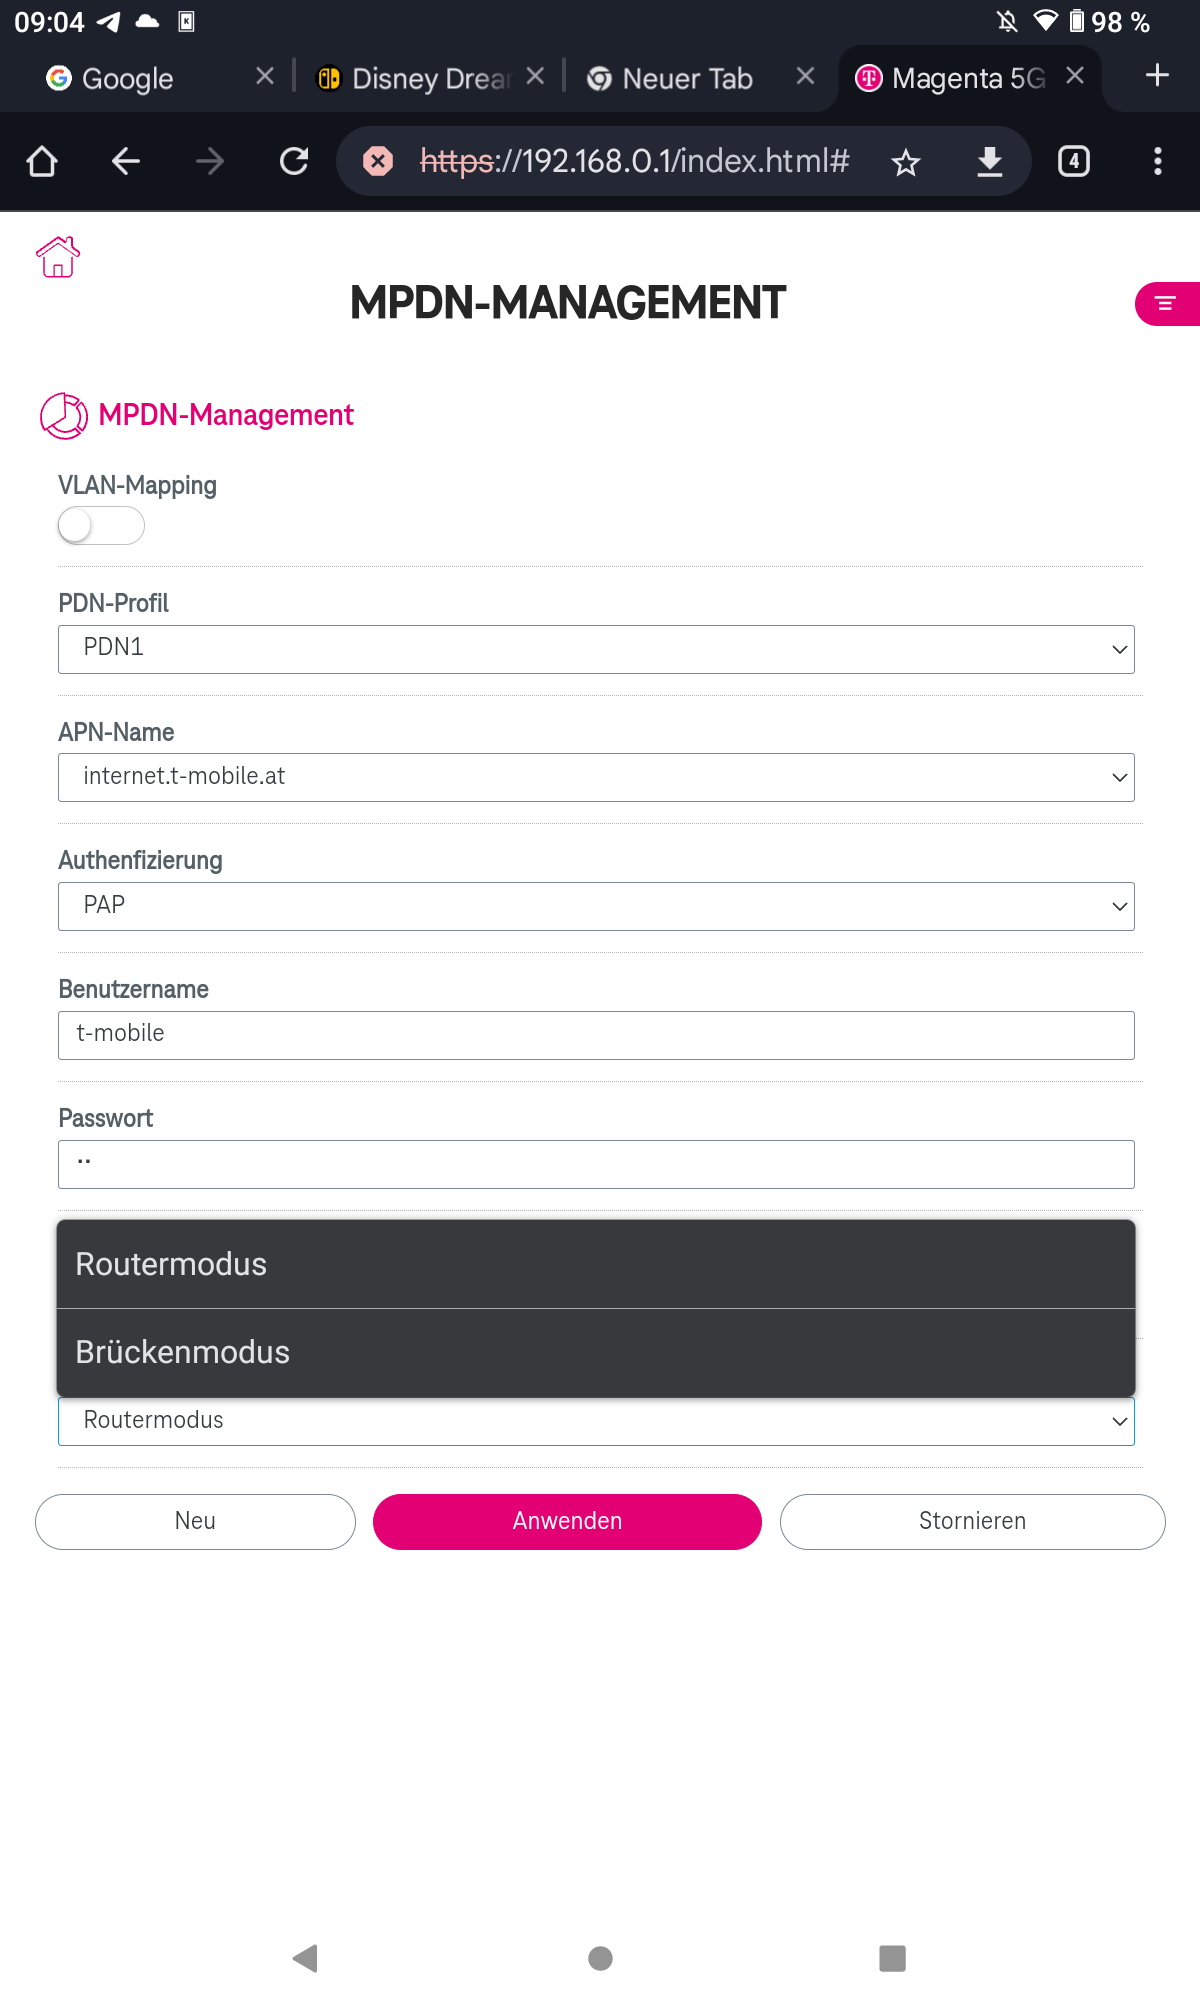 09:04 98 %
Google Disney Drear Neuer Tab Magenta 5G
https://192.168.0.1/index.html# 4
MPDN-MANAGEMENT
MPDN-Management
VLAN-Mapping
PDN-Profil
PDN1
APN-Name
internet.t-mobile.at
Authenfizierung
PAP
Benutzername
t-mobile
Passwort
··
Routermodus
Brückenmodus
Routermodus
Neu Anwenden Stornieren